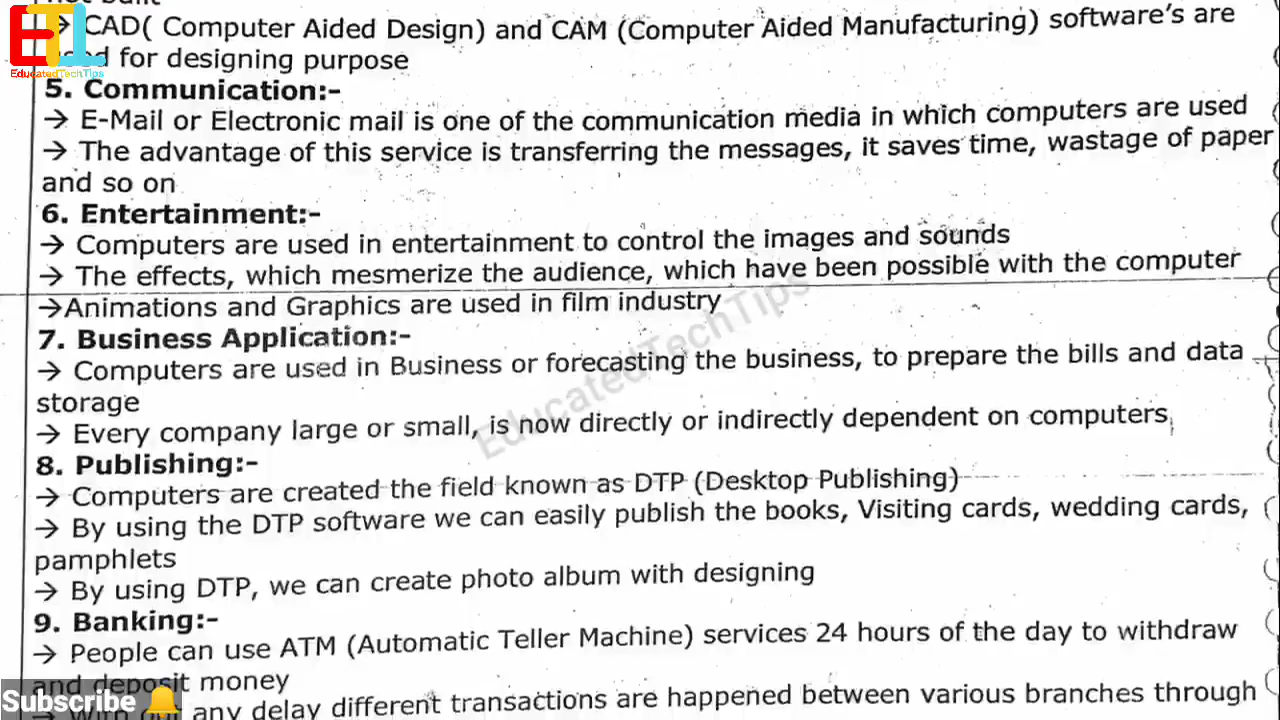 not built
→ CAD( Computer Aided Design) and CAM (Computer Aided Manufacturing) software's are
used for designing purpose
ETL
EducatedTechTips
5. Communication:-
→ E-Mail or Electronic mail is one of the communication media in which computers are used
→ The advantage of this service is transferring the messages, it saves time, wastage of paper
and so on
6. Entertainment:-
→ Computers are used in entertainment to control the images and sounds
→ The effects, which mesmerize the audience, which have been possible with the computer
→Animations and Graphics are used in film industry
EducatedTechTips
7. Business Application:-
→ Computers are used in Business or forecasting the business, to prepare the bills and data
storage
→ Every company large or small, is now directly or indirectly dependent on computers
8. Publishing:-
→ Computers are created the field known as DTP (Desktop Publishing)
→ By using the DTP software we can easily publish the books, Visiting cards, wedding cards,
pamphlets
→ By using DTP, we can create photo album with designing
9. Banking:-
→ People can use ATM (Automatic Teller Machine) services 24 hours of the day to withdraw
and deposit money
→ With out any delay different transactions are happened between various branches through
Subscribe